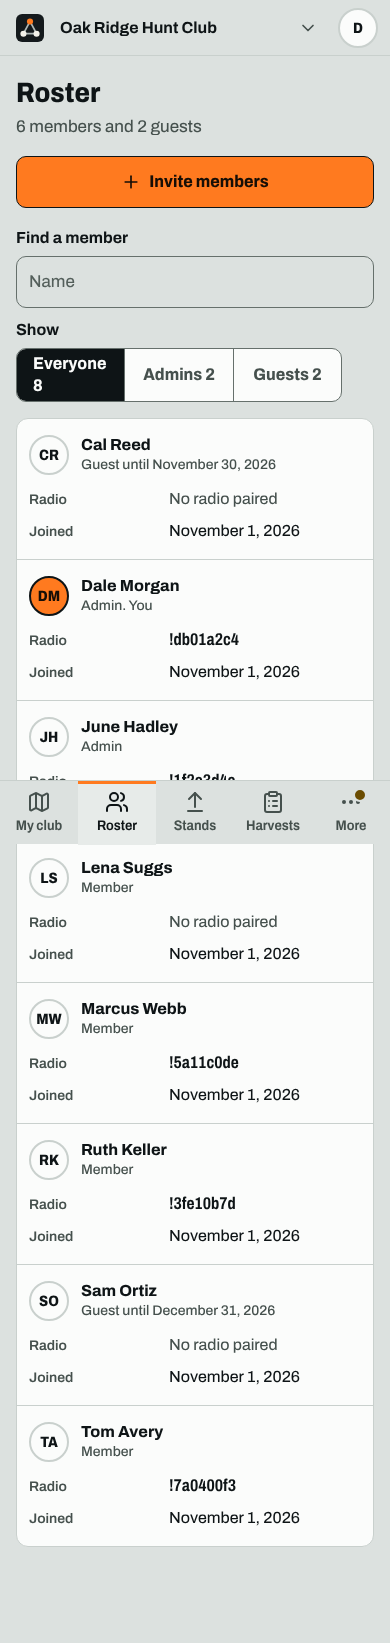 Oak Ridge Hunt Club
D
Roster
6 members and 2 guests
Invite members
Find a member
Name
Show
Everyone 8
Admins 2
Guests 2
CR
Cal Reed
Guest until November 30, 2026
Radio
No radio paired
Joined
November 1, 2026
DM
Dale Morgan
Admin. You
Radio
!db01a2c4
Joined
November 1, 2026
JH
June Hadley
Admin
My club
Roster
Stands
Harvests
More
LS
Lena Suggs
Member
Radio
No radio paired
Joined
November 1, 2026
MW
Marcus Webb
Member
Radio
!5a11c0de
Joined
November 1, 2026
RK
Ruth Keller
Member
Radio
!3fe10b7d
Joined
November 1, 2026
SO
Sam Ortiz
Guest until December 31, 2026
Radio
No radio paired
Joined
November 1, 2026
TA
Tom Avery
Member
Radio
!7a0400f3
Joined
November 1, 2026